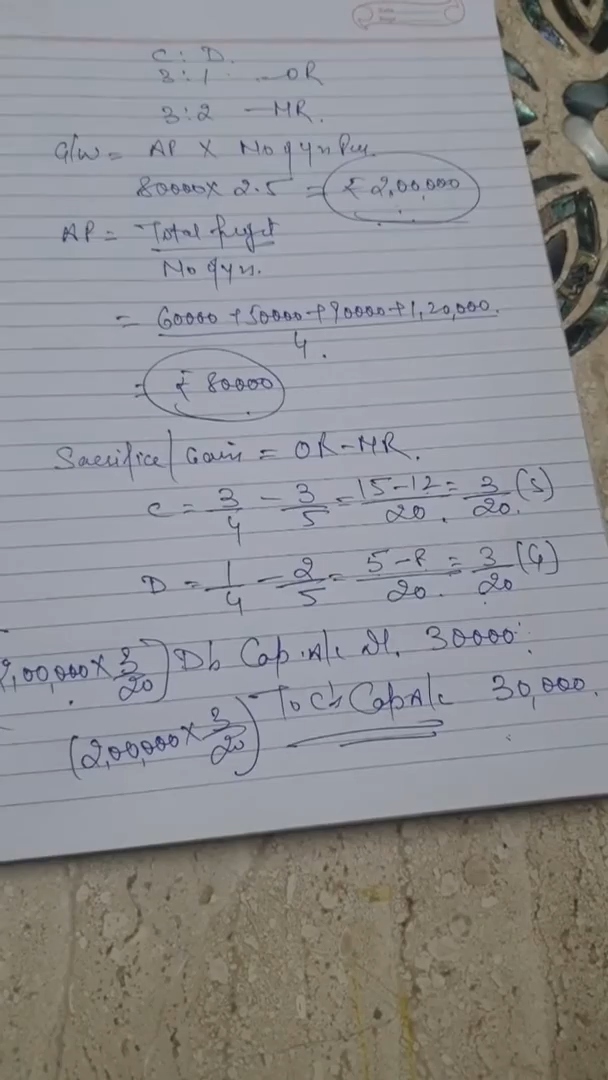 C : D
3 : 1 - OR
3 : 2 - NR.
G/w = AP X No of yrs Pur.
80000 x 2.5 = ₹ 2,00,000
AP = Total profit
No of yrs.
= 60000 + 50000 + 90000 + 1,20,000.
4.
= ₹ 80000
Sacrifice/Gain = OR-NR.
C = 3/4 - 3/5 = 15-12/20 = 3/20 (S)
D = 1/4 - 2/5 = 5-8/20 = 3/20 (G)
2,00,000 x 3/20) D's Cap. A/c Dr. 30000
(2,00,000 x 3/20) To C's Cap A/c 30,000.